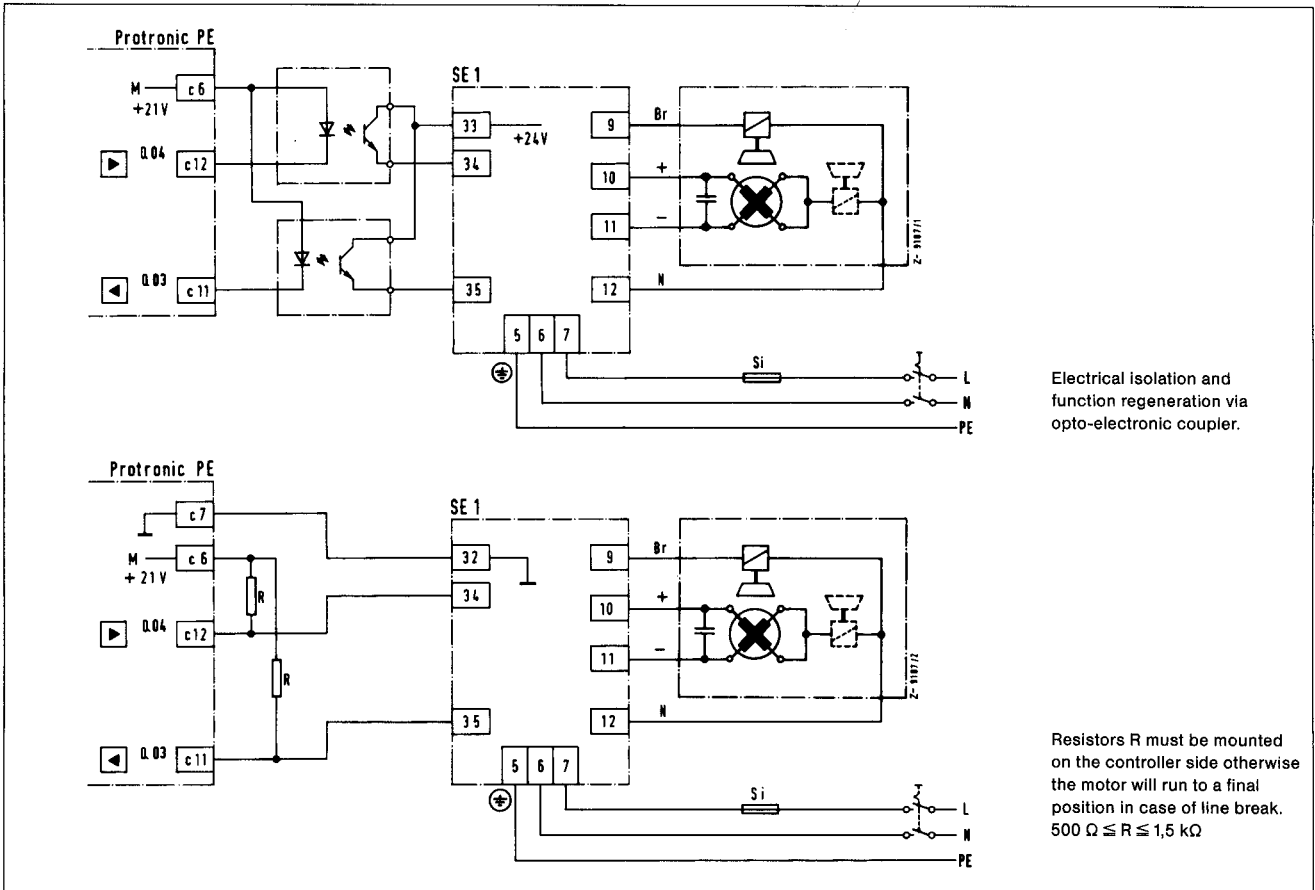 Protronic PE
M
+21V
c6
Q.04
c12
Q.03
c11
SE 1
33
+24V
34
35
9
Br
10
+
11
-
12
N
5 6 7
Z-9187/1
Si
L
N
PE
Electrical isolation and
function regeneration via
opto-electronic coupler.
Protronic PE
c7
M
+21V
c6
R
Q.04
c12
R
Q.03
c11
SE 1
32
34
35
9
Br
10
+
11
-
12
N
5 6 7
Z-9187/2
Si
L
N
PE
Resistors R must be mounted
on the controller side otherwise
the motor will run to a final
position in case of line break.
500 Ω ≦ R ≦ 1,5 kΩ